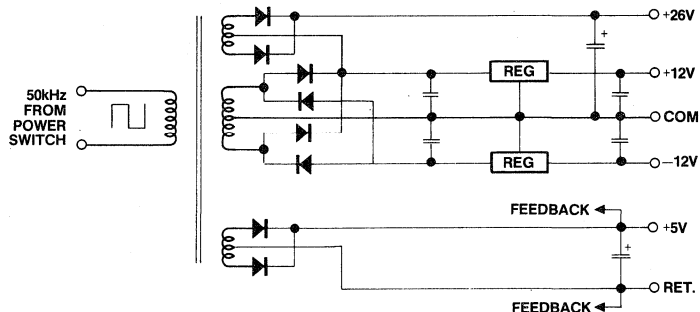 +26V
REG
+12V
50kHz
FROM
POWER
SWITCH
+
+
COM
REG
—12V
FEEDBACK
+5V
+
RET.
FEEDBACK